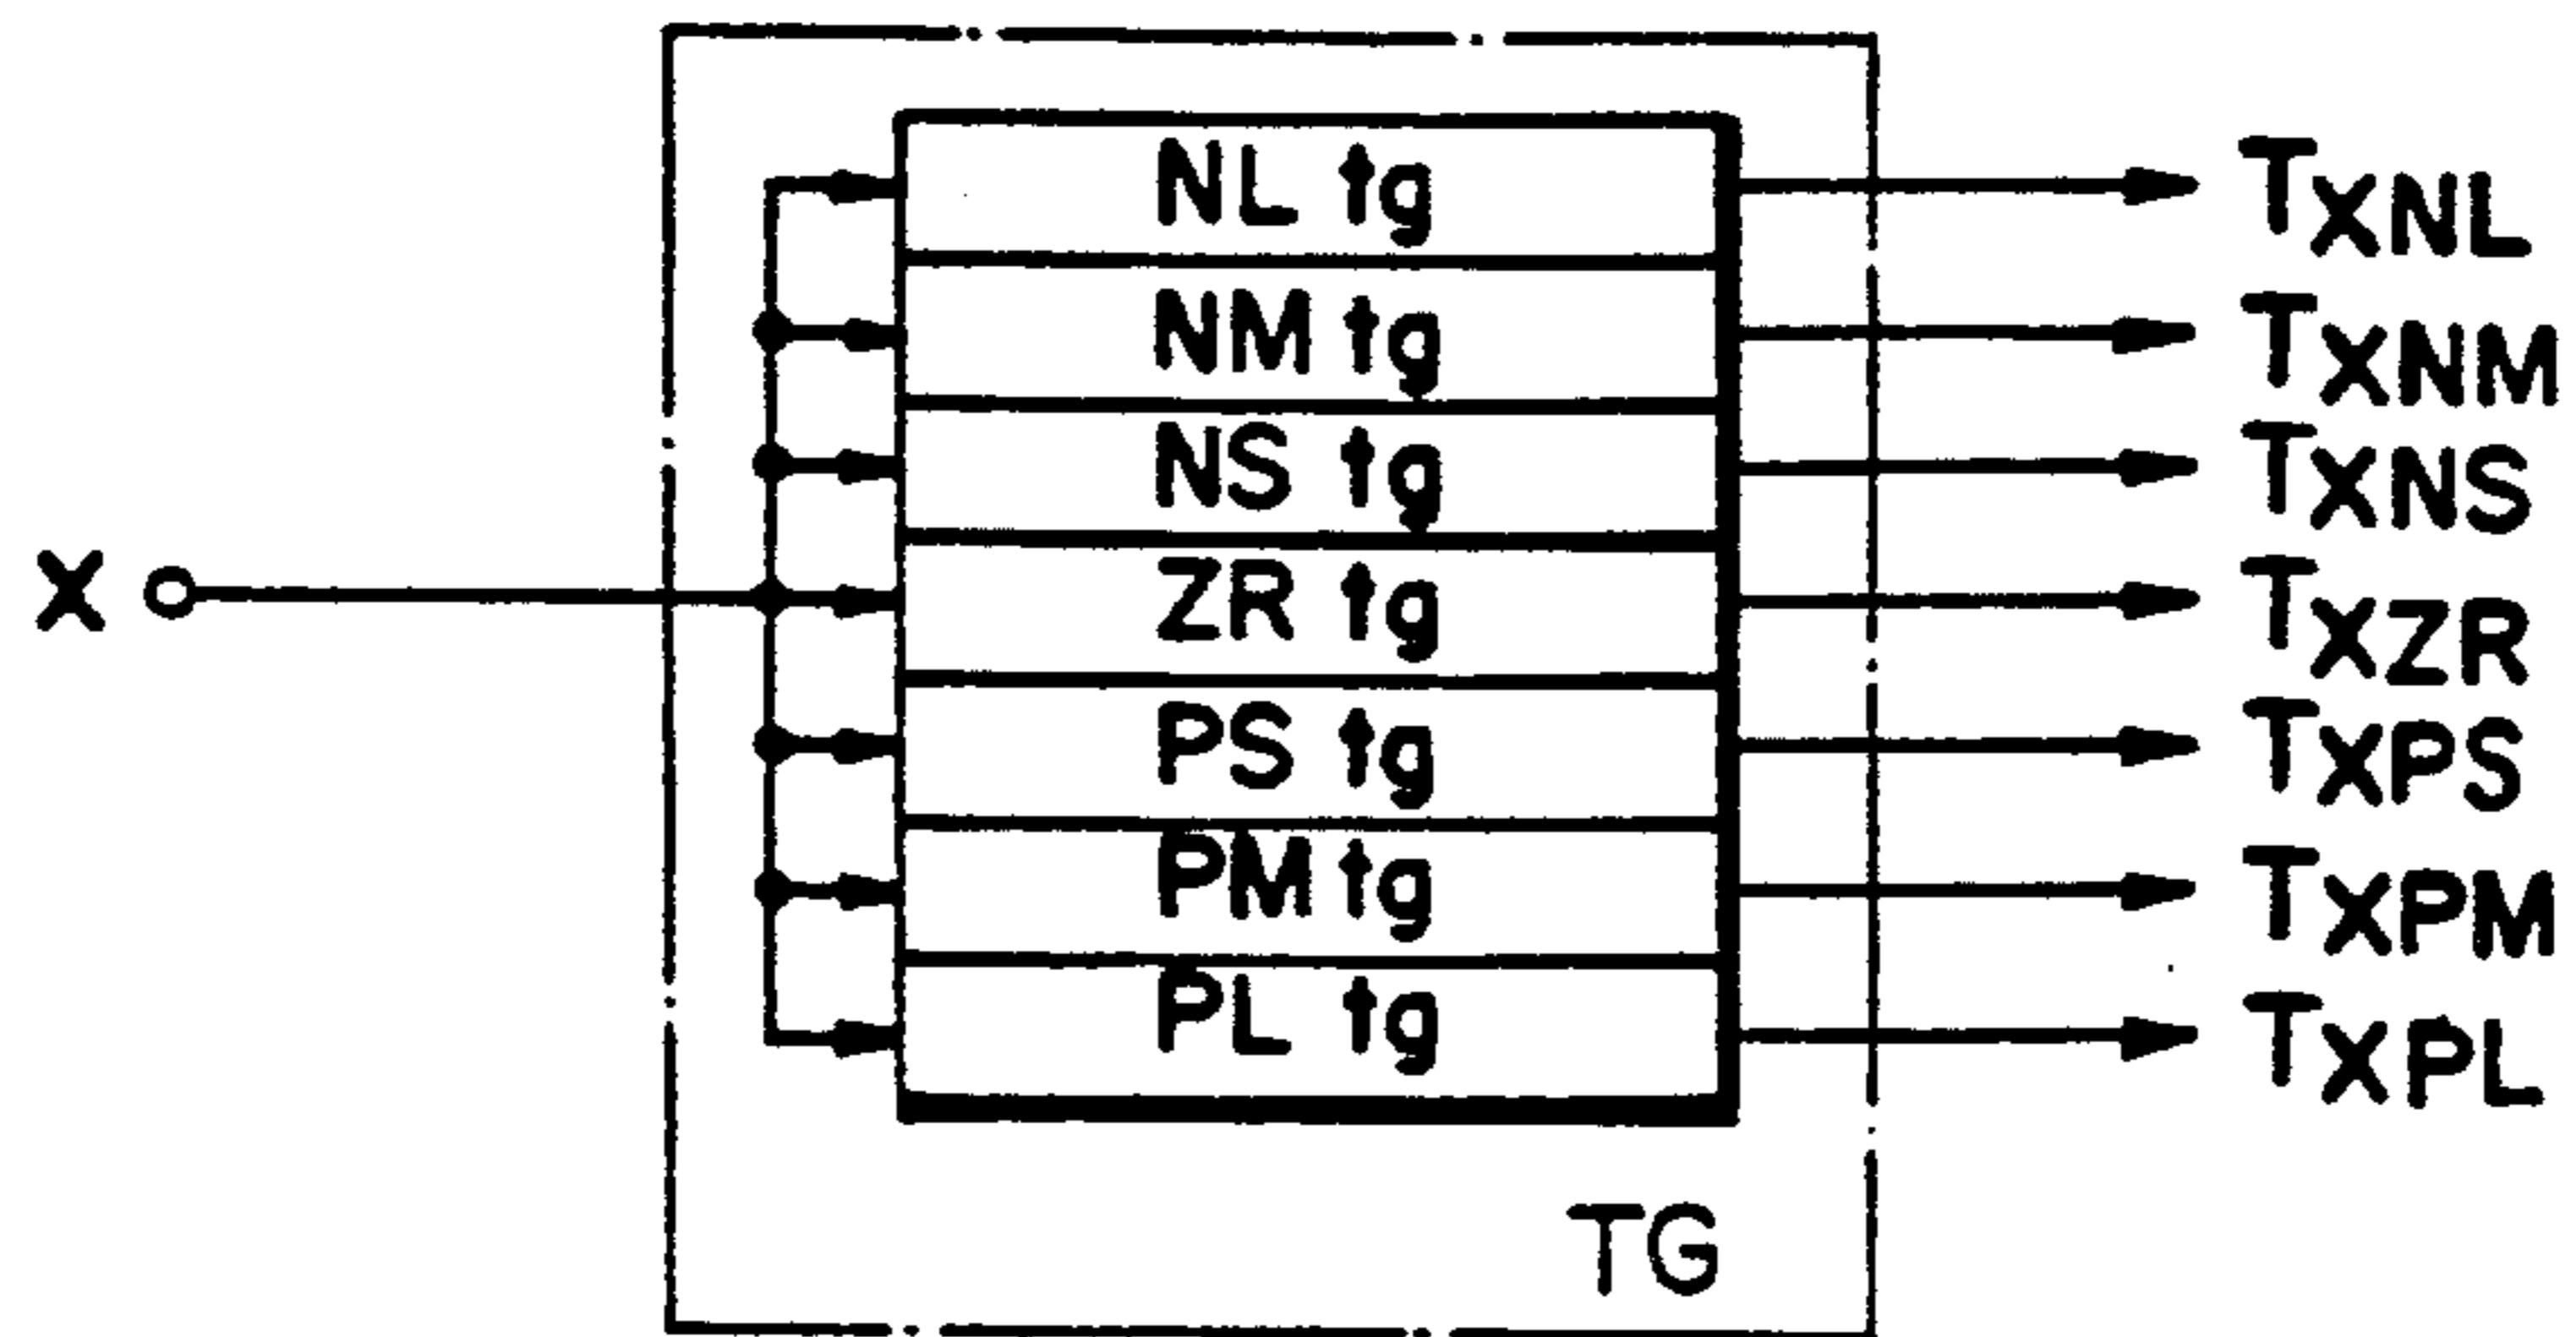 NL tg TXNL
NM tg TXNM
NS tg TXNS
X ZR tg TXZR
PS tg TXPS
PM tg TXPM
PL tg TXPL
TG